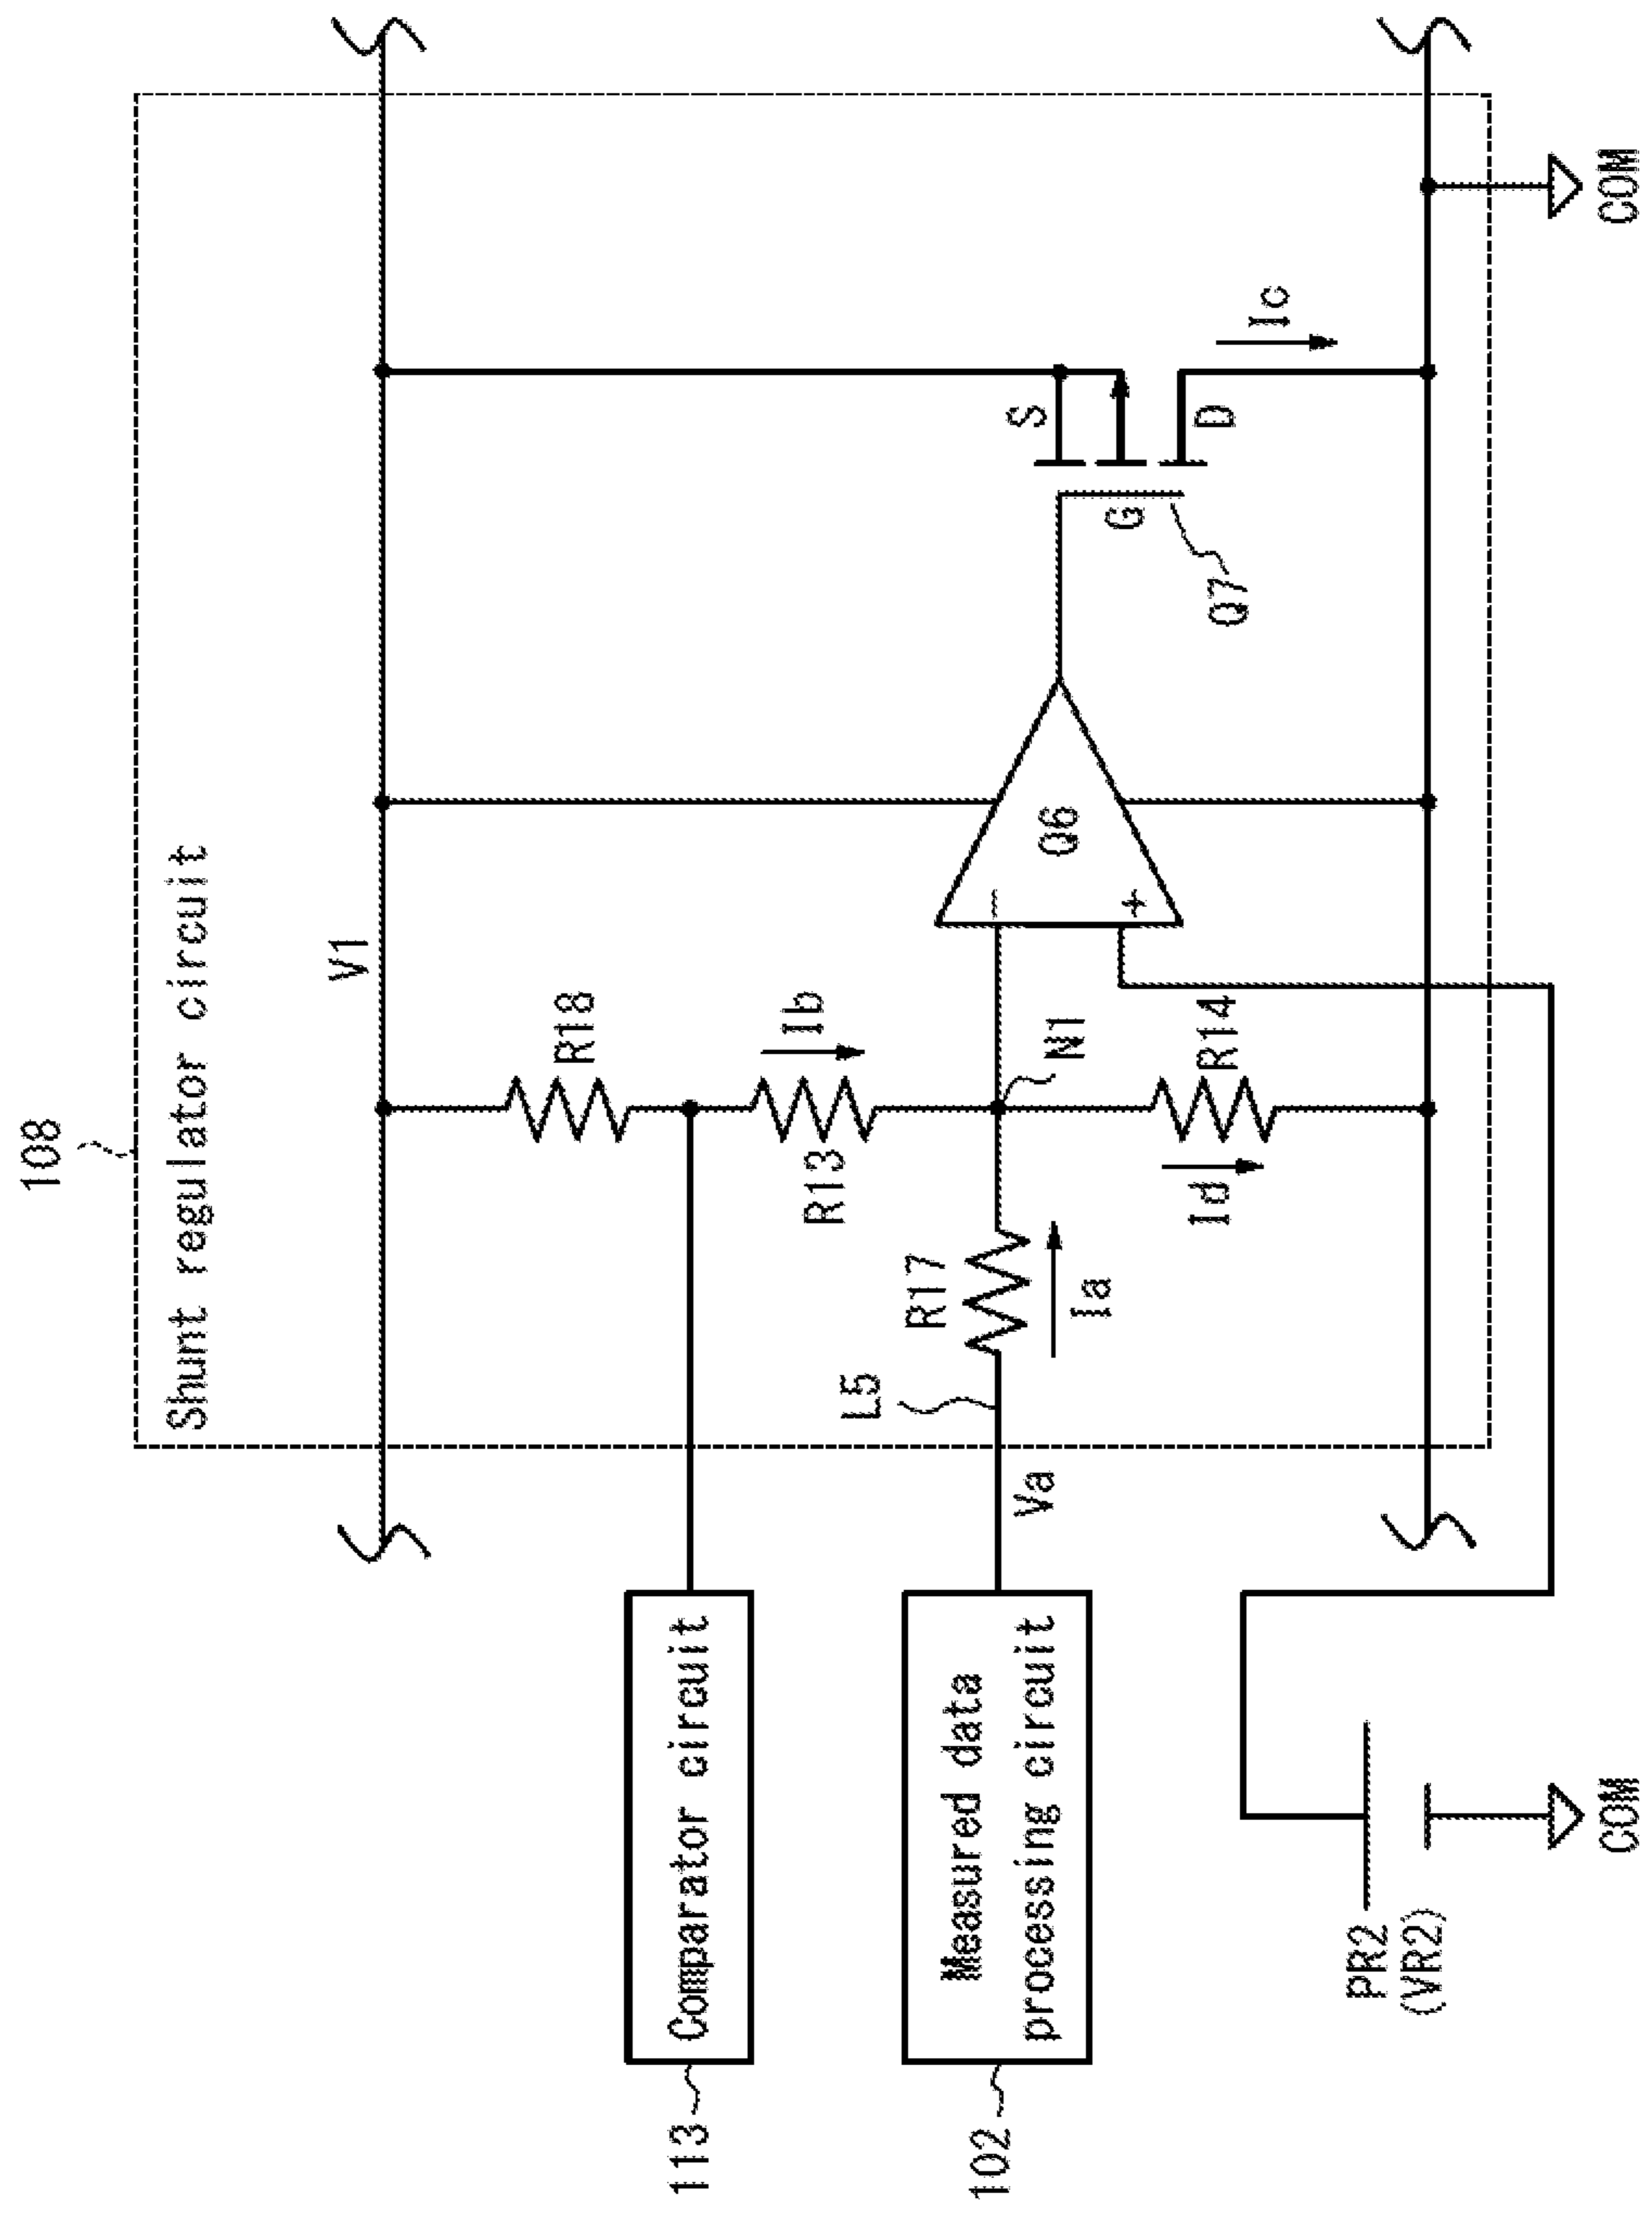 108
Shunt regulator circuit
V1
R18
Ib
R13
N1
R17
Ia
L5
Va
R14
Id
−
+
Q6
S
G
D
Q7
Ic
COM
113
Comparator circuit
102
Measured data
processing circuit
PR2
(VR2)
COM